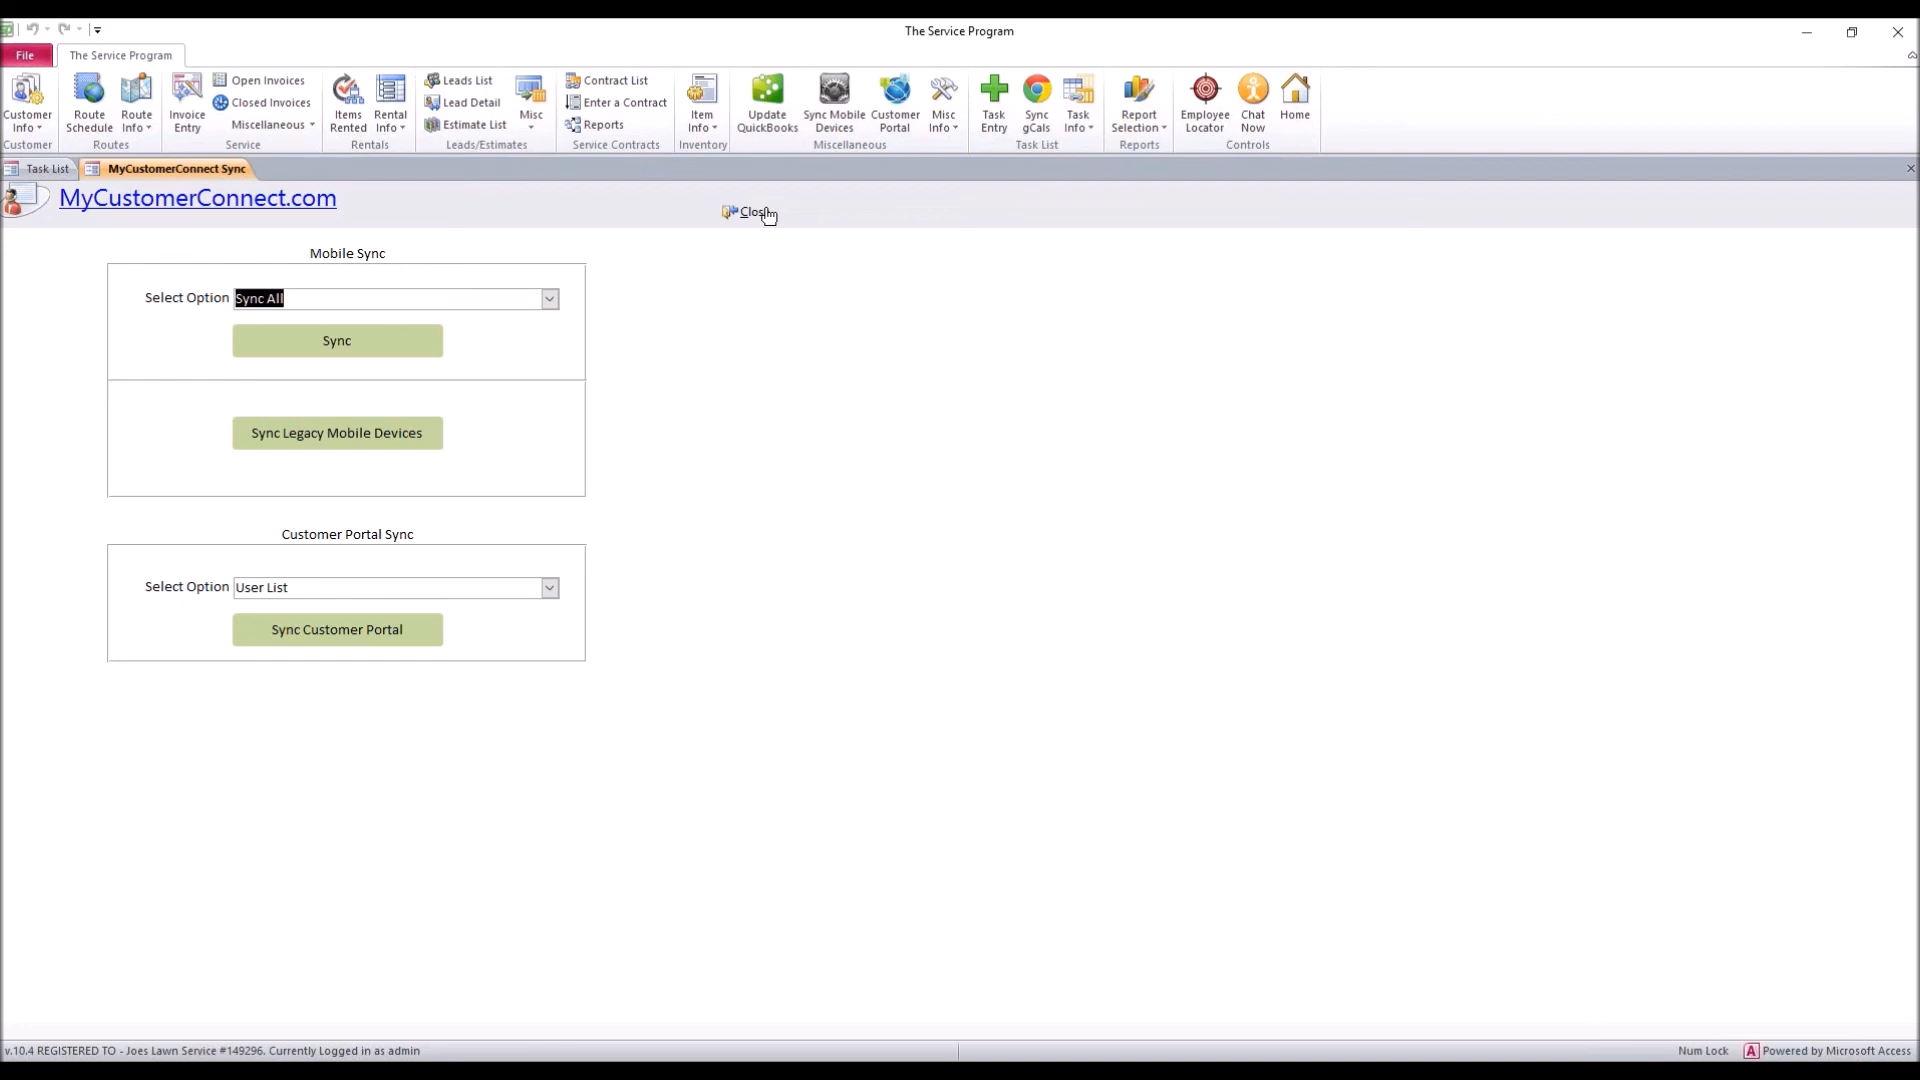 The Service Program
File
The Service Program
Customer Info
Customer
Route Schedule
Route Info
Routes
Invoice Entry
Open Invoices
Closed Invoices
Miscellaneous
Service
Items Rented
Rental Info
Rentals
Leads List
Lead Detail
Estimate List
Misc
Leads/Estimates
Contract List
Enter a Contract
Reports
Service Contracts
Item Info
Inventory
Update QuickBooks
Sync Mobile Devices
Customer Portal
Misc Info
Miscellaneous
Task Entry
Sync gCals
Task Info
Task List
Report Selection
Reports
Employee Locator
Chat Now
Home
Controls
Task List
MyCustomerConnect Sync
MyCustomerConnect.com
Close
Mobile Sync
Select Option Sync All
Sync
Sync Legacy Mobile Devices
Customer Portal Sync
Select Option User List
Sync Customer Portal
v.10.4 REGISTERED TO - Joes Lawn Service #149296. Currently Logged in as admin
Num Lock
A Powered by Microsoft Access